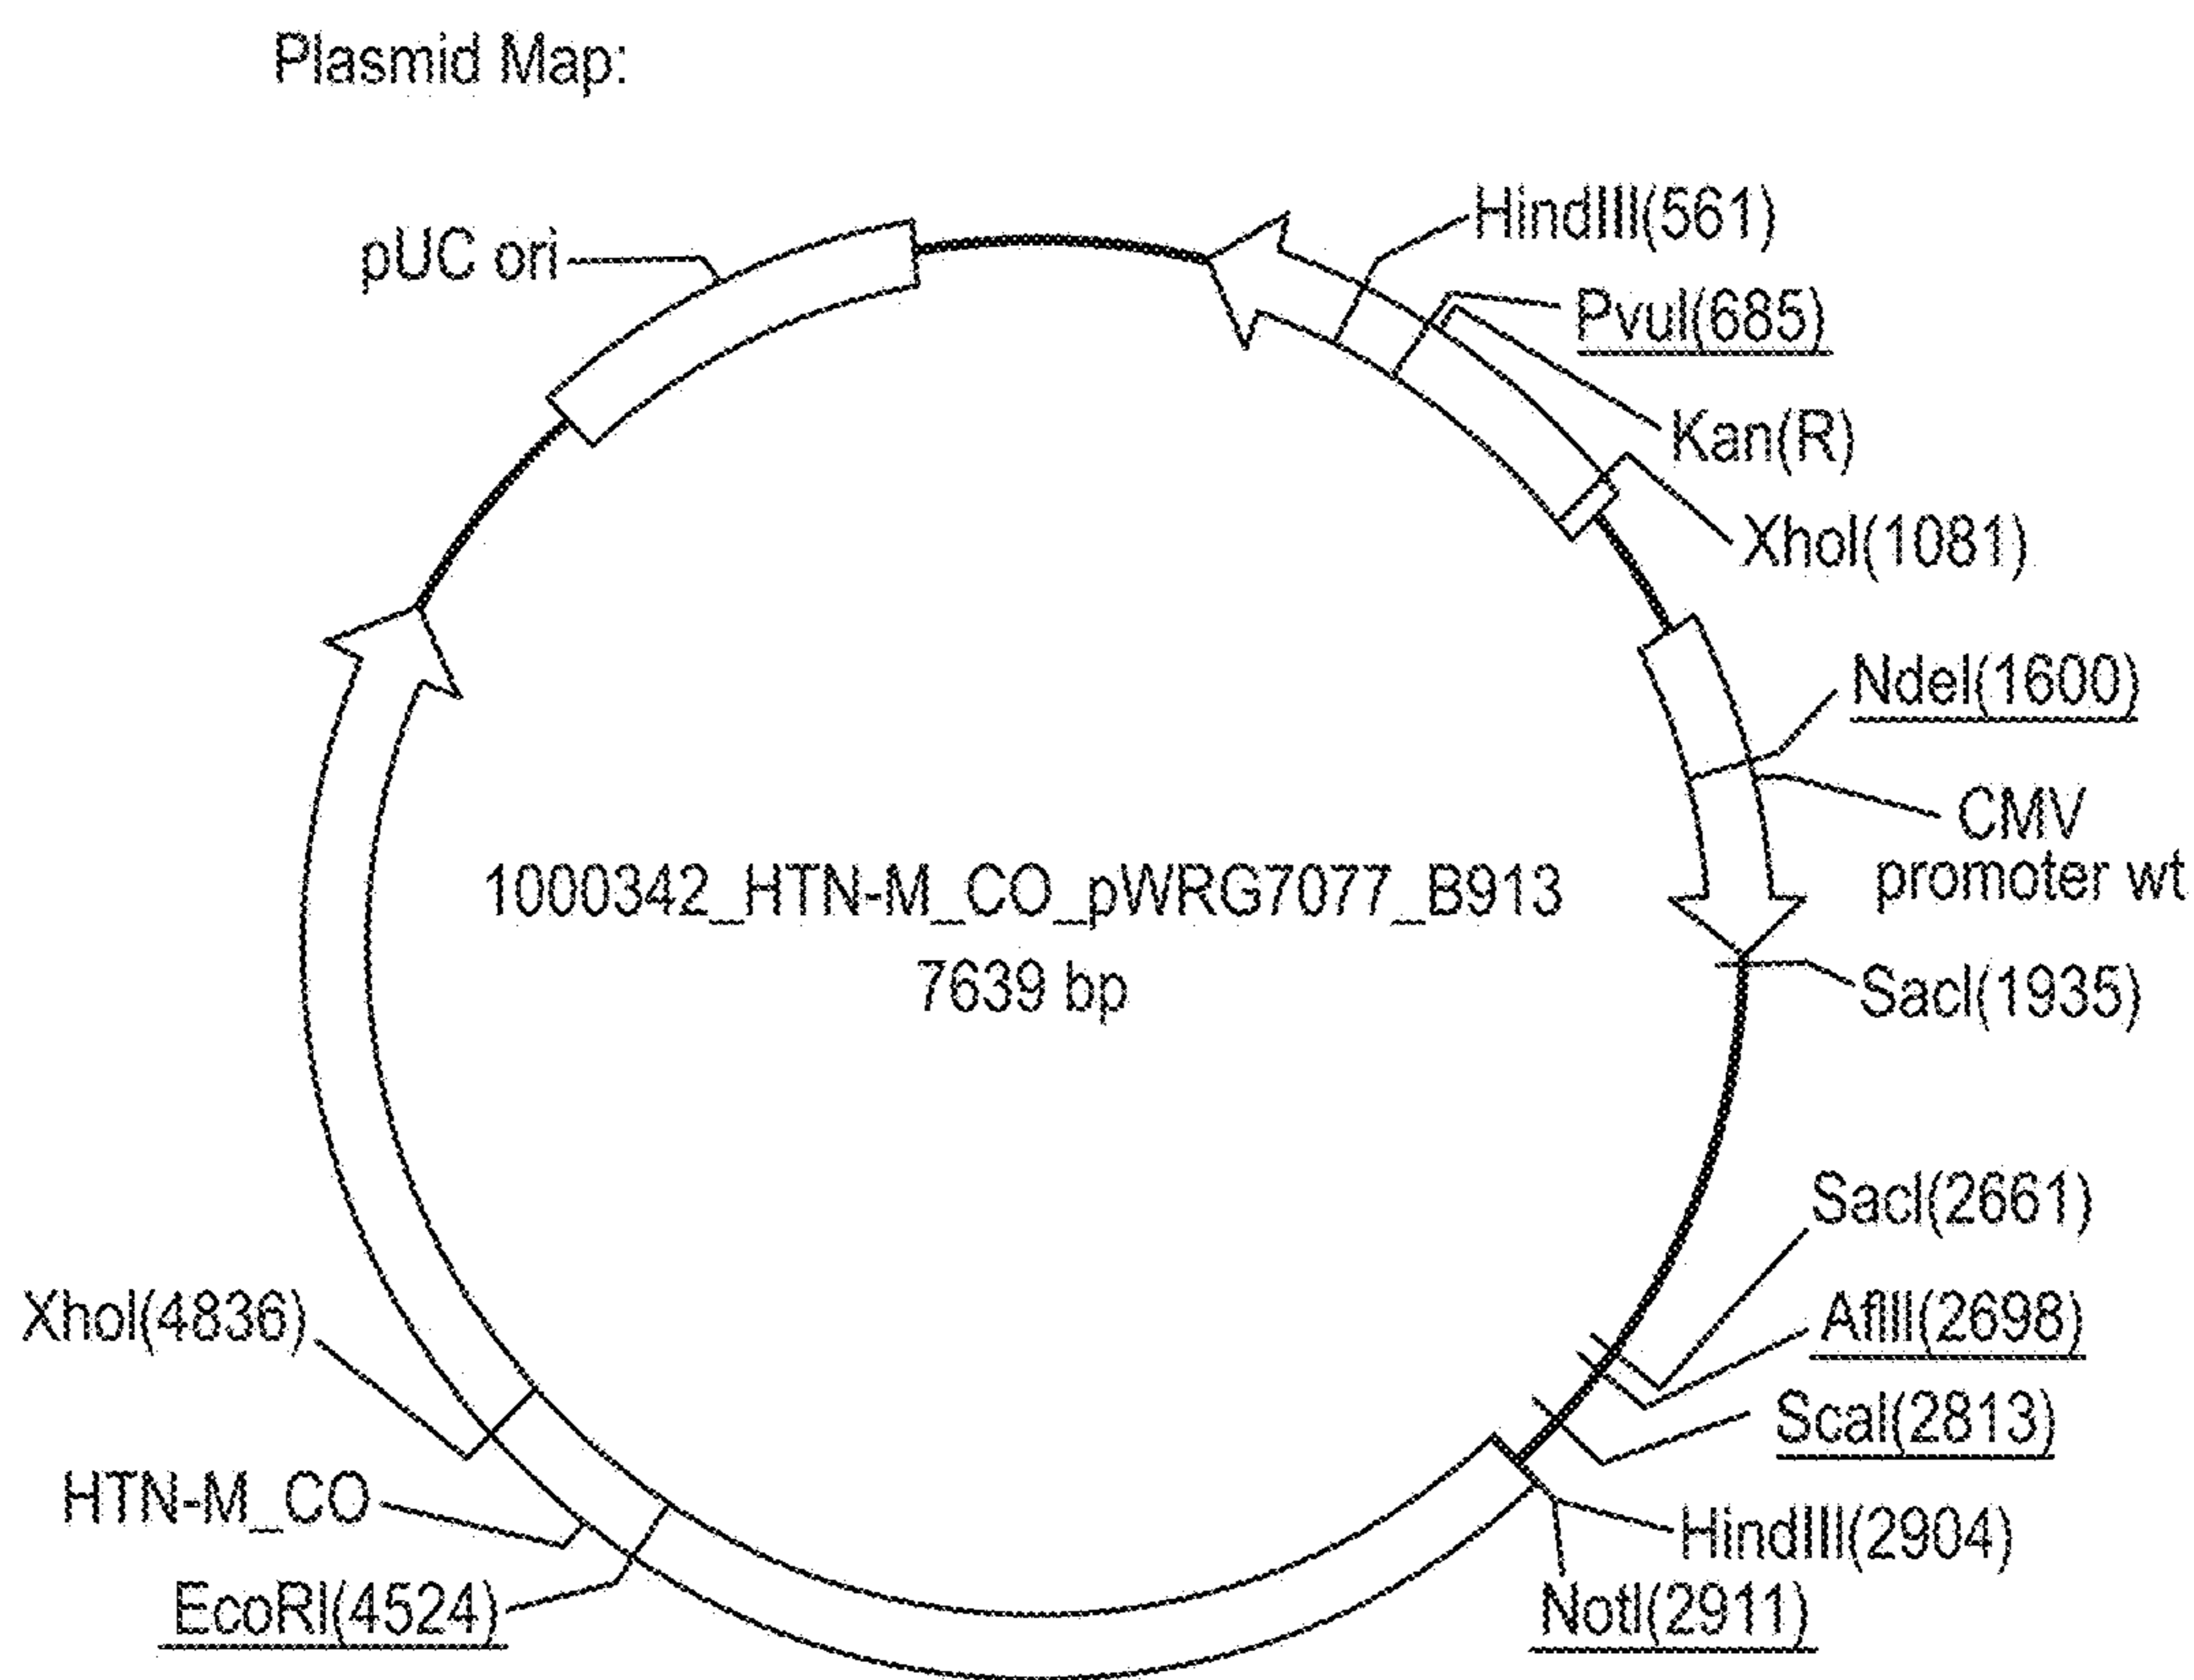 Plasmid Map:
HindIII(561)
pUC ori
PvuI(685)
Kan(R)
XhoI(1081)
NdeI(1600)
CMV
promoter wt
1000342_HTN-M_CO_pWRG7077_B913
7639 bp
SacI(1935)
SacI(2661)
XhoI(4836)
AflII(2698)
ScaI(2813)
HTN-M_CO
HindIII(2904)
EcoRI(4524)
NotI(2911)